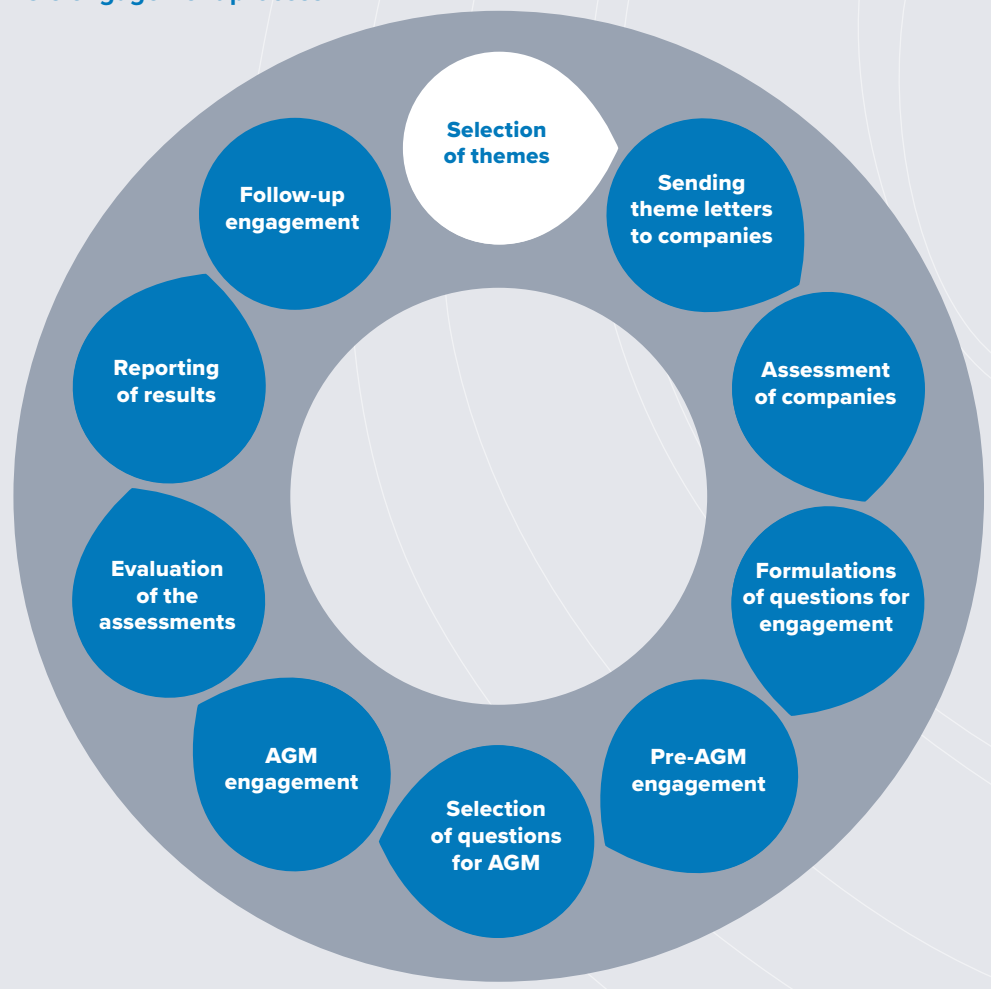 Selection
of themes
Sending
theme letters
to companies
Assessment
of companies
Formulations
of questions for
engagement
Pre-AGM
engagement
Selection
of questions
for AGM
AGM
engagement
Evaluation
of the
assessments
Reporting
of results
Follow-up
engagement